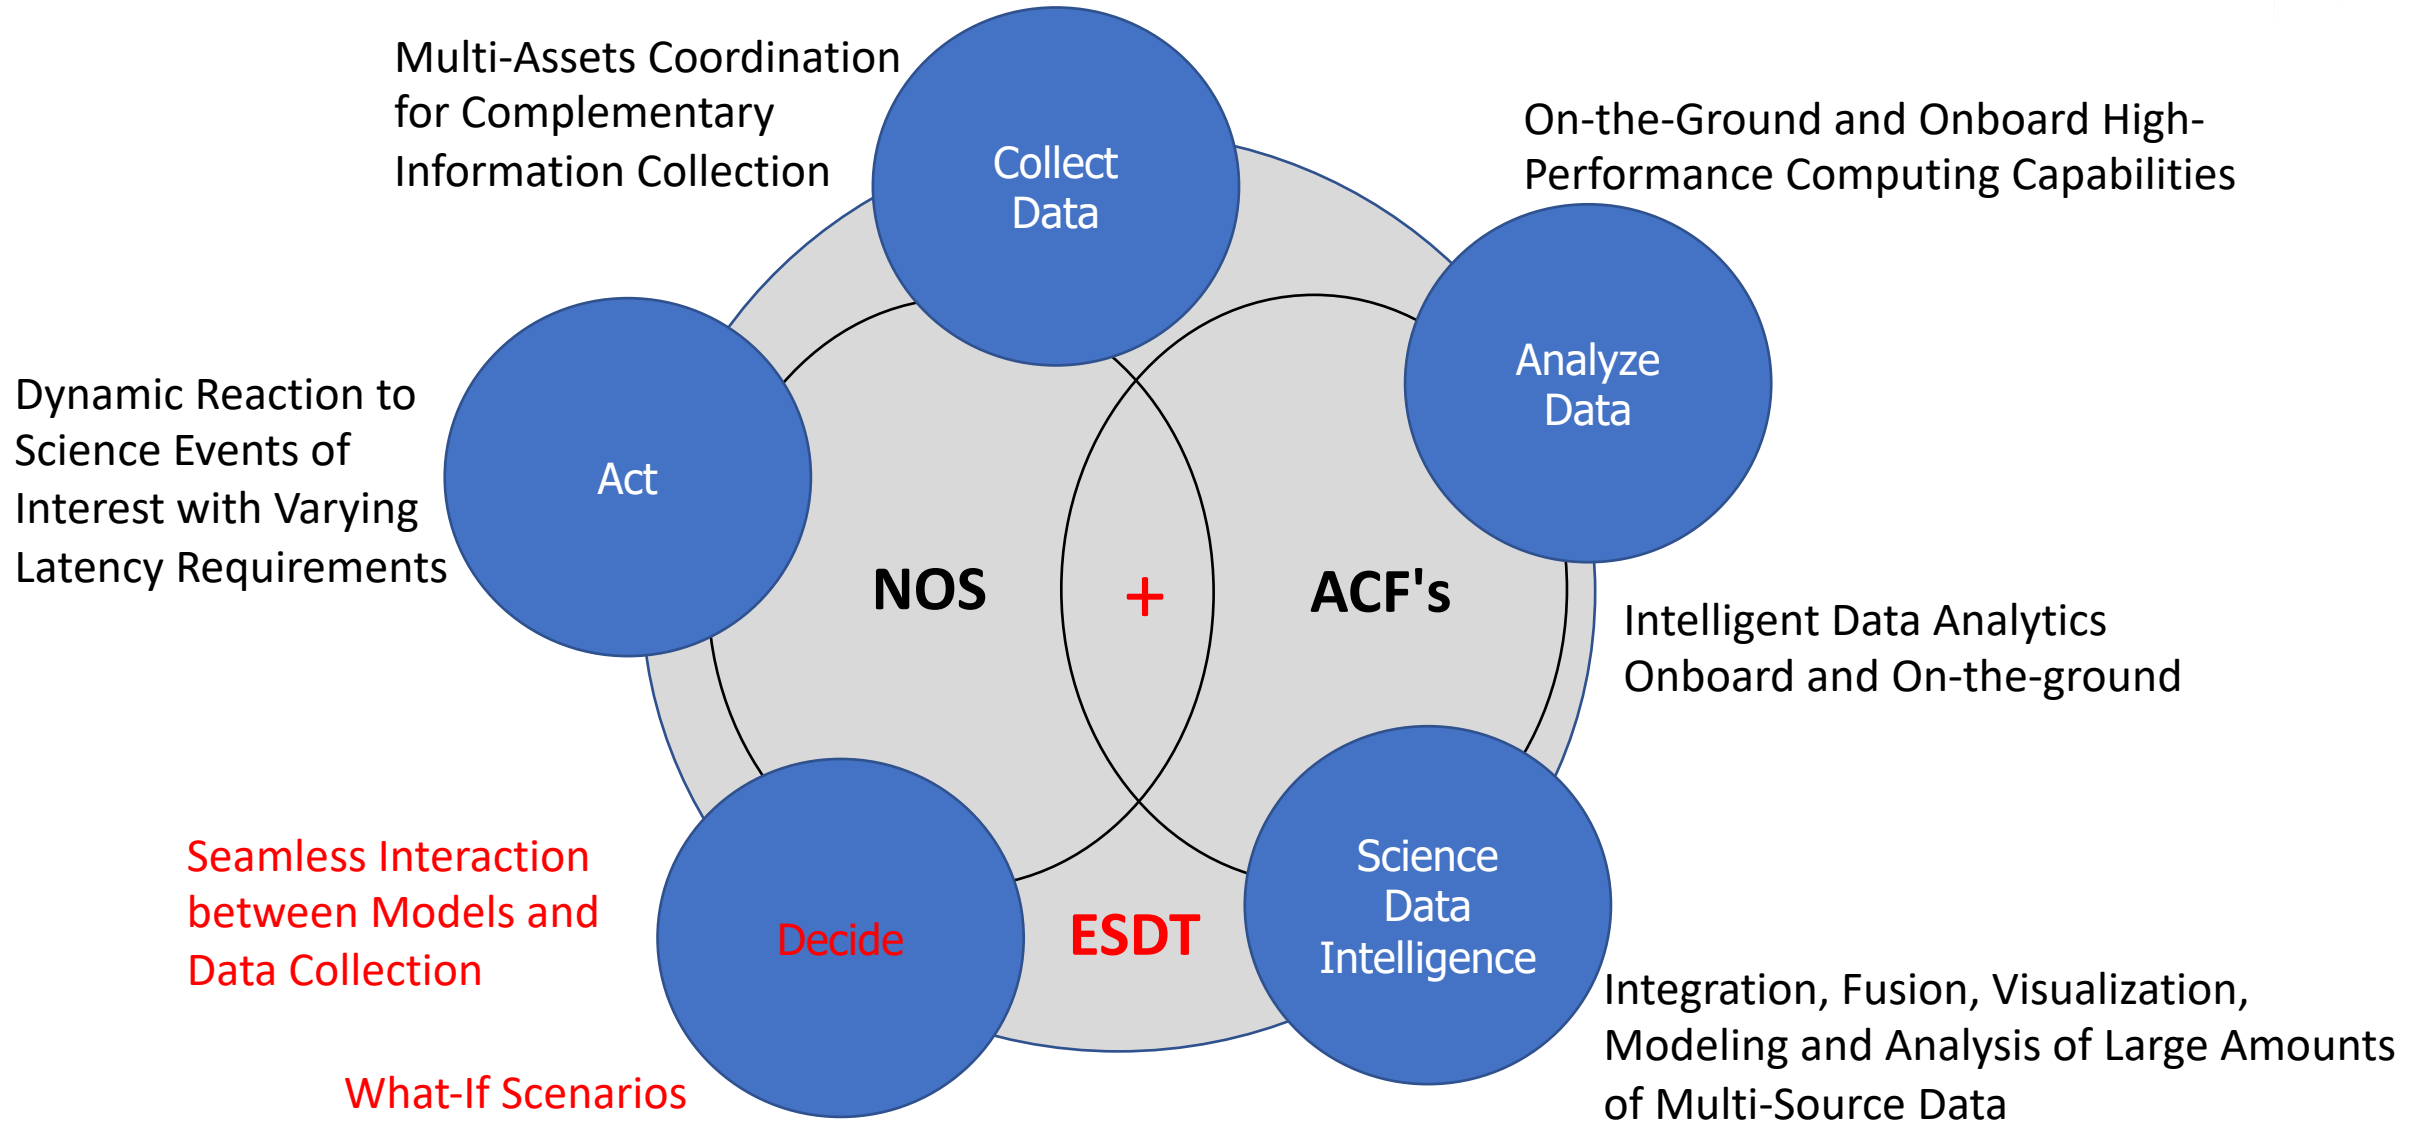 Multi-Assets Coordination
for Complementary
Information Collection
Collect
Data
On-the-Ground and Onboard High-
Performance Computing Capabilities
Analyze
Data
Dynamic Reaction to
Science Events of
Interest with Varying
Latency Requirements
Act
NOS
+
ACF's
Intelligent Data Analytics
Onboard and On-the-ground
Seamless Interaction
between Models and
Data Collection
Decide
ESDT
Science
Data
Intelligence
Integration, Fusion, Visualization,
Modeling and Analysis of Large Amounts
of Multi-Source Data
What-If Scenarios